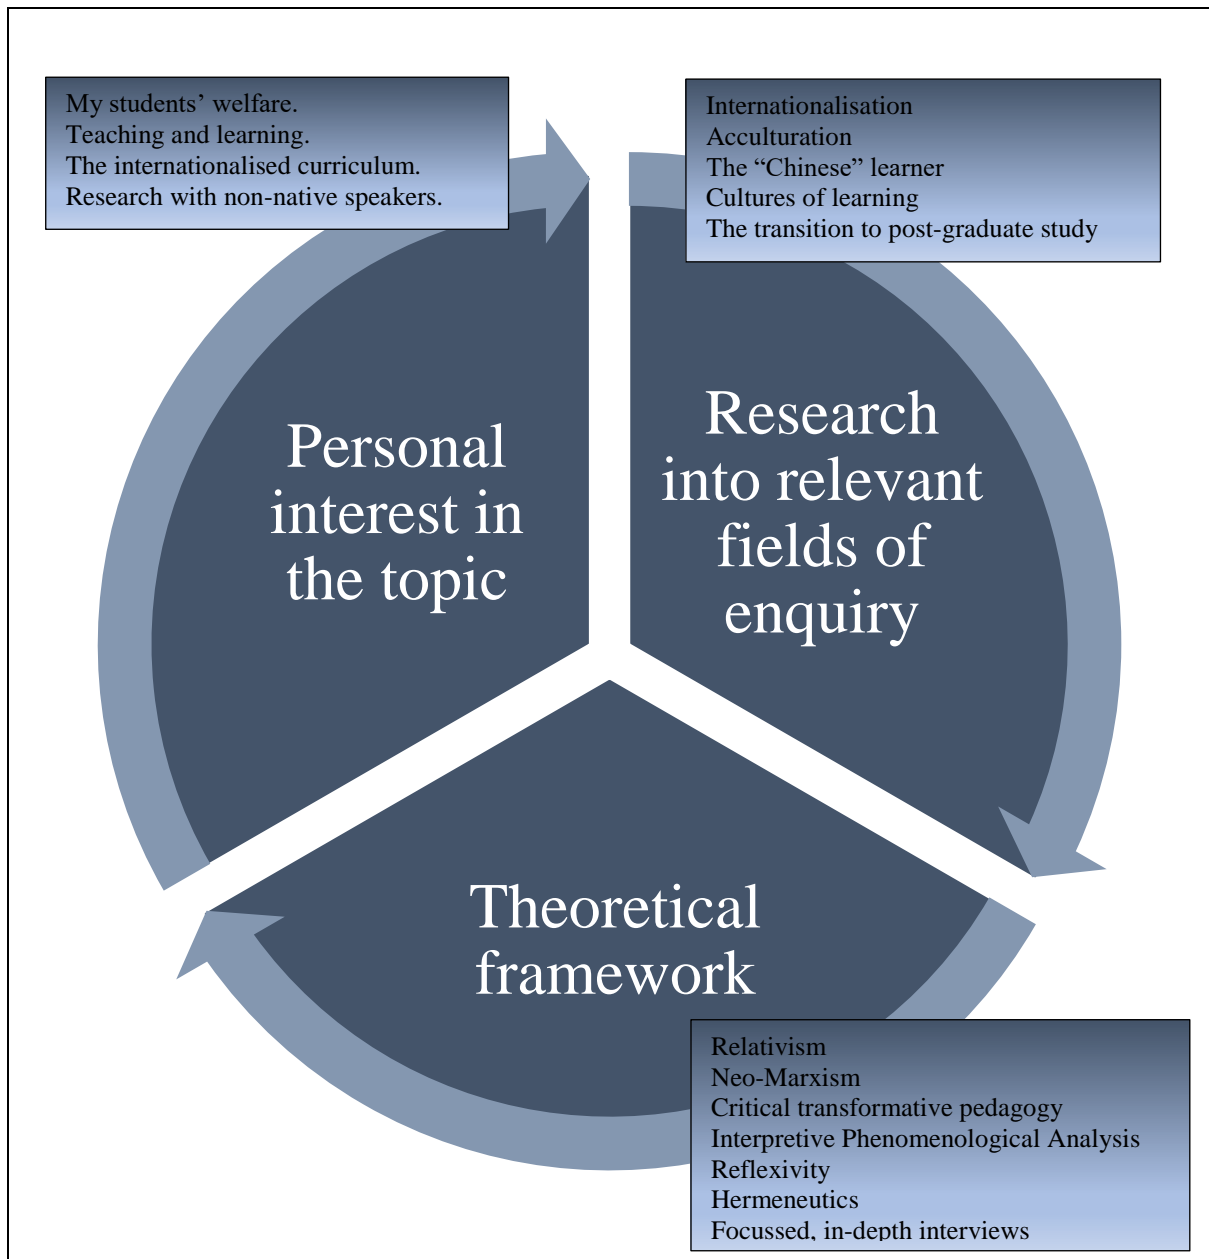 My students’ welfare.
Teaching and learning.
The internationalised curriculum.
Research with non-native speakers.
Internationalisation
Acculturation
The “Chinese” learner
Cultures of learning
The transition to post-graduate study
Personal
interest in
the topic
Research
into relevant
fields of
enquiry
Theoretical
framework
Relativism
Neo-Marxism
Critical transformative pedagogy
Interpretive Phenomenological Analysis
Reflexivity
Hermeneutics
Focussed, in-depth interviews